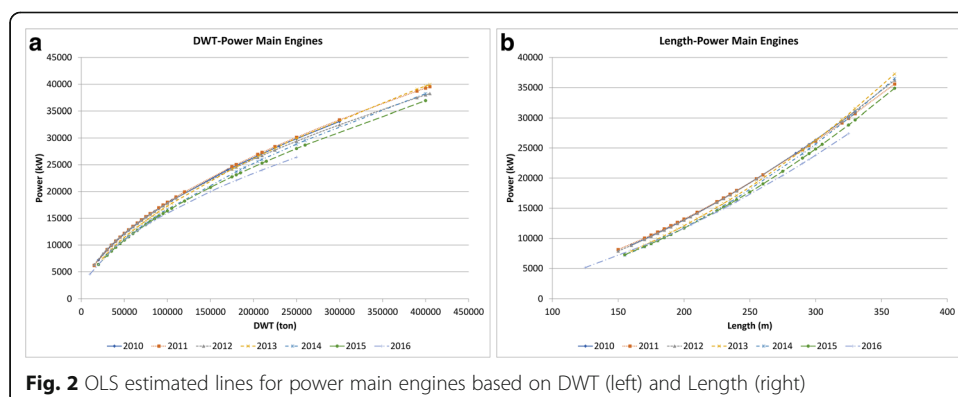 a
DWT-Power Main Engines
Power (kW)
45000
40000
35000
30000
25000
20000
15000
10000
5000
0
0 50000 100000 150000 200000 250000 300000 350000 400000 450000
DWT (ton)
2010 2011 2012 2013 2014 2015 2016
b
Length-Power Main Engines
Power (kW)
40000
35000
30000
25000
20000
15000
10000
5000
0
100 150 200 250 300 350 400
Length (m)
2010 2011 2012 2013 2014 2015 2016
Fig. 2 OLS estimated lines for power main engines based on DWT (left) and Length (right)